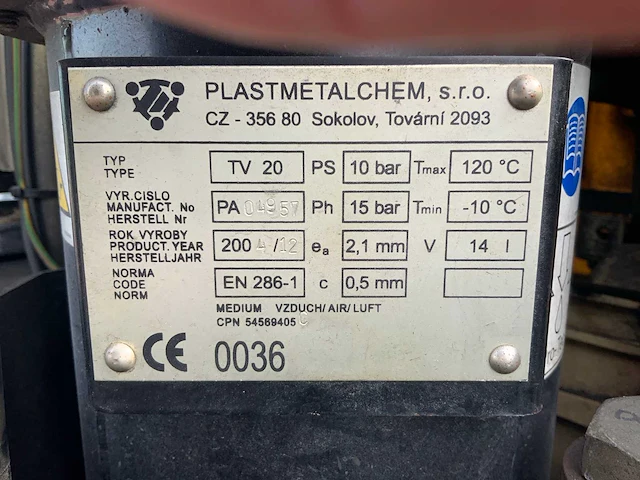 PLASTMETALCHEM, s.r.o.
CZ - 356 80 Sokolov, Tovární 2093
TYP
TYPE
TV 20 PS 10 bar Tmax 120 °C
VYR.CISLO
MANUFACT. No
HERSTELL Nr
PA 04957 Ph 15 bar Tmin -10 °C
ROK VYROBY
PRODUCT. YEAR
HERSTELLJAHR
2004/12 ea 2,1 mm V 14 l
NORMA
CODE
NORM
EN 286-1 c 0,5 mm
MEDIUM VZDUCH/AIR/LUFT
CPN 54569405
CE 0036